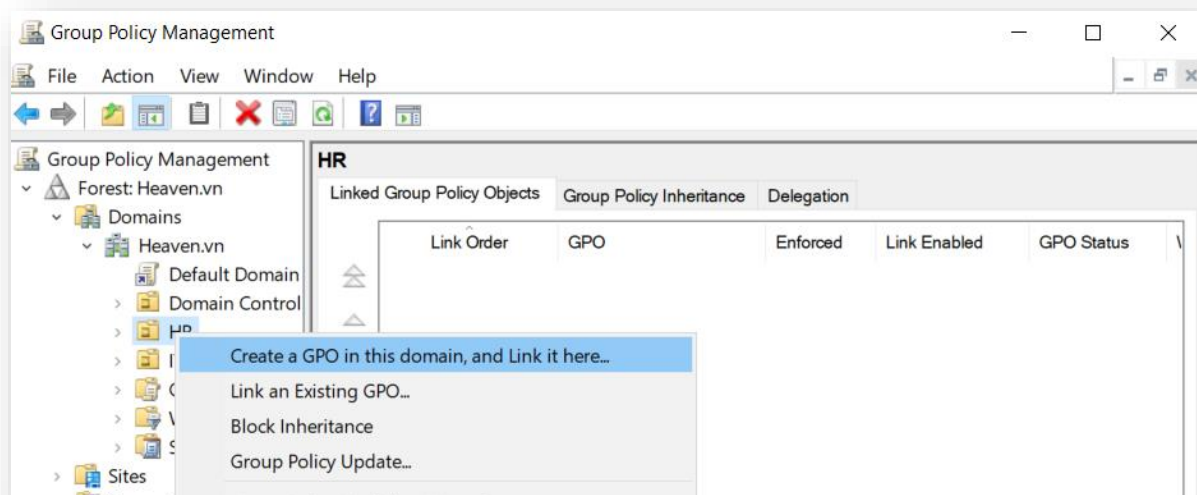 Group Policy Management
File Action View Window Help
Group Policy Management
Forest: Heaven.vn
Domains
Heaven.vn
Default Domain
Domain Control
HR
Sites
HR
Linked Group Policy Objects Group Policy Inheritance Delegation
Link Order GPO Enforced Link Enabled GPO Status
Create a GPO in this domain, and Link it here...
Link an Existing GPO...
Block Inheritance
Group Policy Update...